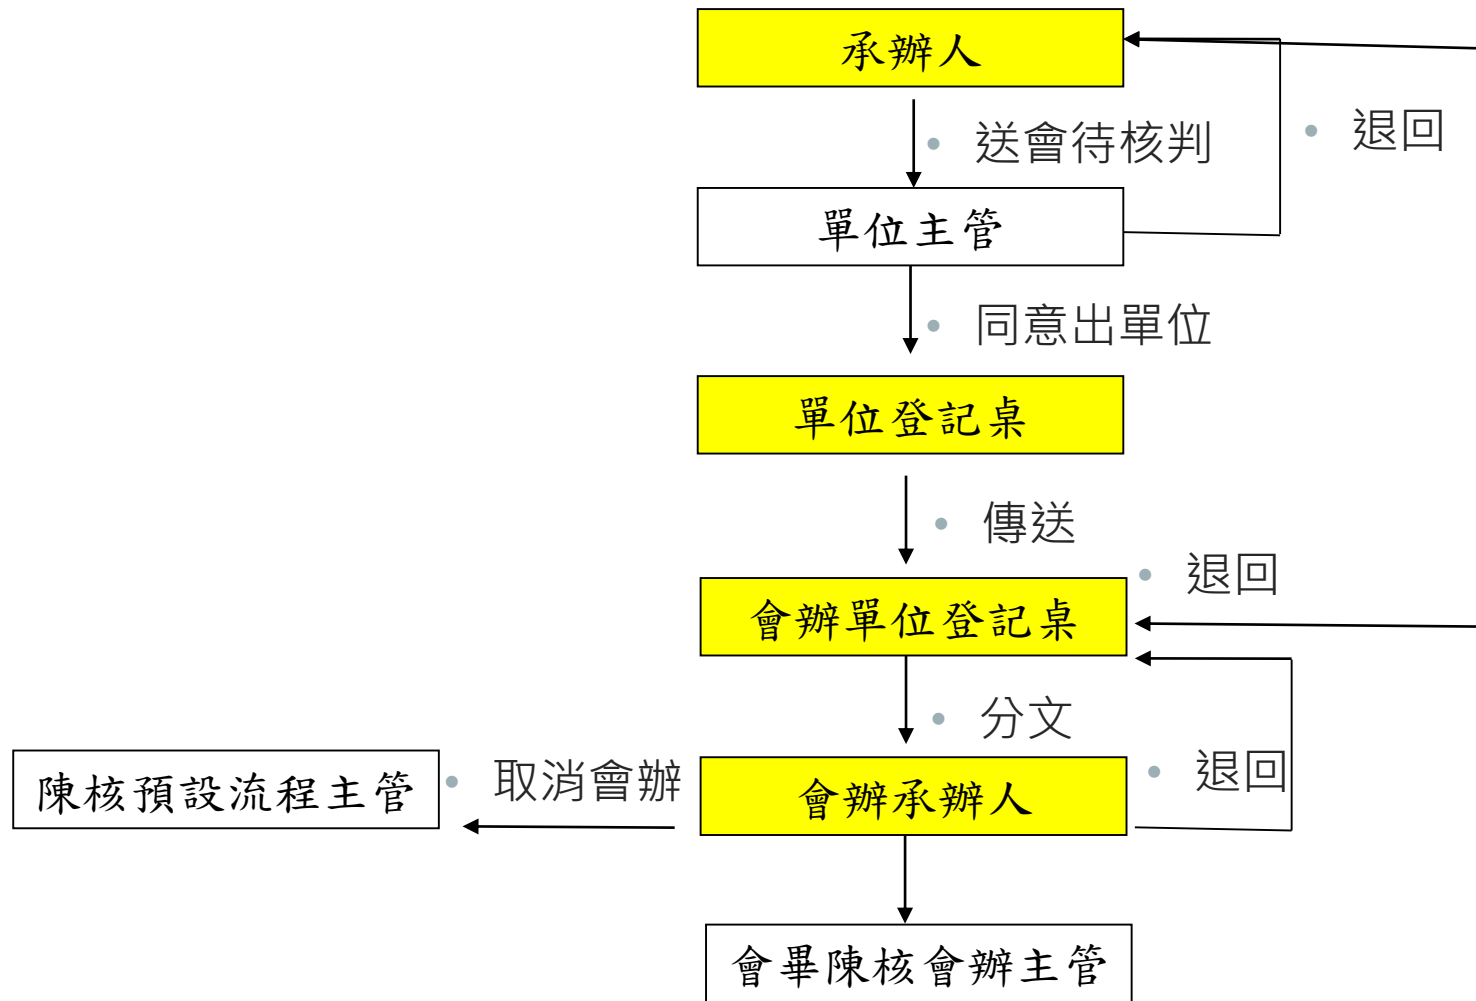 承辦人
送會待核判
退回
單位主管
同意出單位
單位登記桌
傳送
退回
會辦單位登記桌
分文
取消會辦
退回
陳核預設流程主管
會辦承辦人
會畢陳核會辦主管